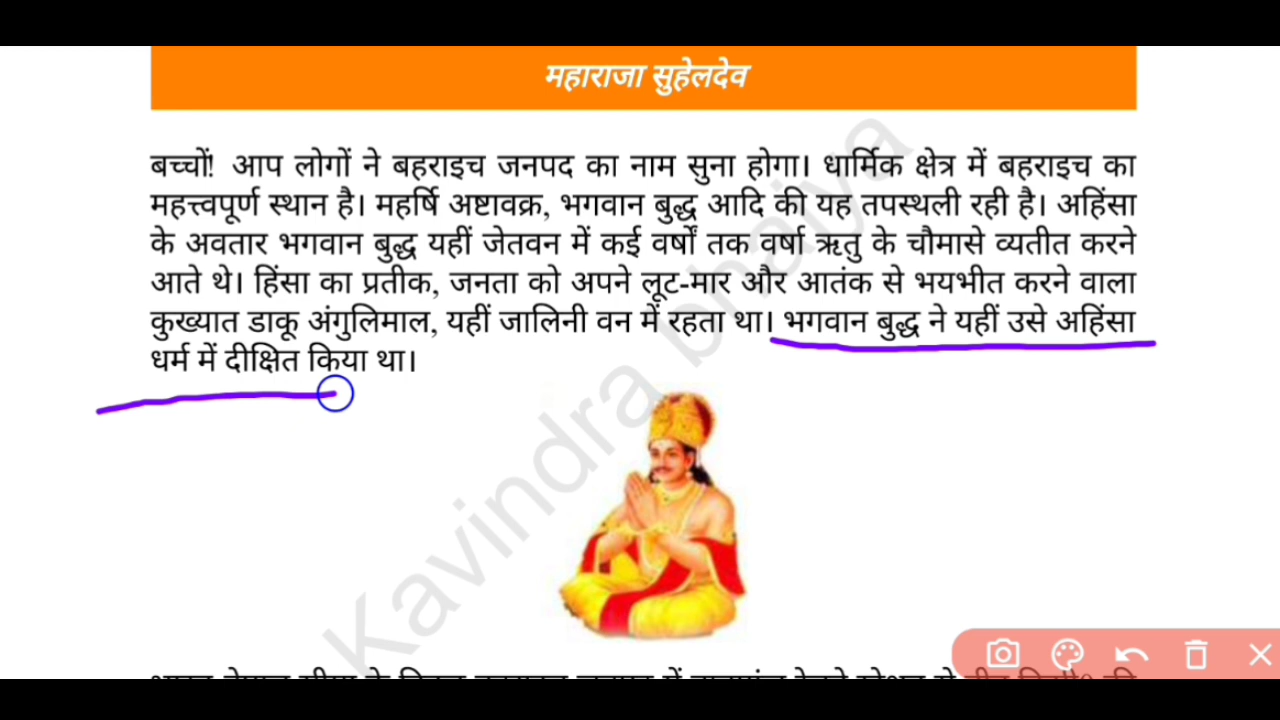 महाराजा सुहेलदेव
बच्चों! आप लोगों ने बहराइच जनपद का नाम सुना होगा। धार्मिक क्षेत्र में बहराइच का
महत्त्वपूर्ण स्थान है। महर्षि अष्टावक्र, भगवान बुद्ध आदि की यह तपस्थली रही है। अहिंसा
के अवतार भगवान बुद्ध यहीं जेतवन में कई वर्षों तक वर्षा ऋतु के चौमासे व्यतीत करने
आते थे। हिंसा का प्रतीक, जनता को अपने लूट-मार और आतंक से भयभीत करने वाला
कुख्यात डाकू अंगुलिमाल, यहीं जालिनी वन में रहता था। भगवान बुद्ध ने यहीं उसे अहिंसा
धर्म में दीक्षित किया था।
Kavindra bhaiya